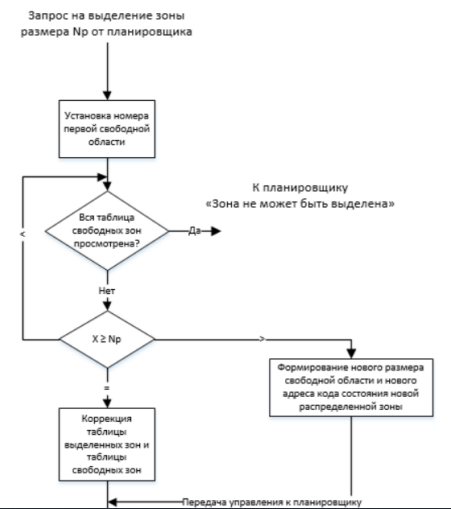 Запрос на выделение зоны
размера Np от планировщика
Установка номера
первой свободной
области
К планировщику
«Зона не может быть выделена»
Вся таблица
свободных зон
просмотрена?
Да
<
Нет
X ≥ Np
>
Формирование нового размера
свободной области и нового
адреса кода состояния новой
распределенной зоны
=
Коррекция
таблицы
выделенных зон и
таблицы
свободных зон
Передача управления к планировщику